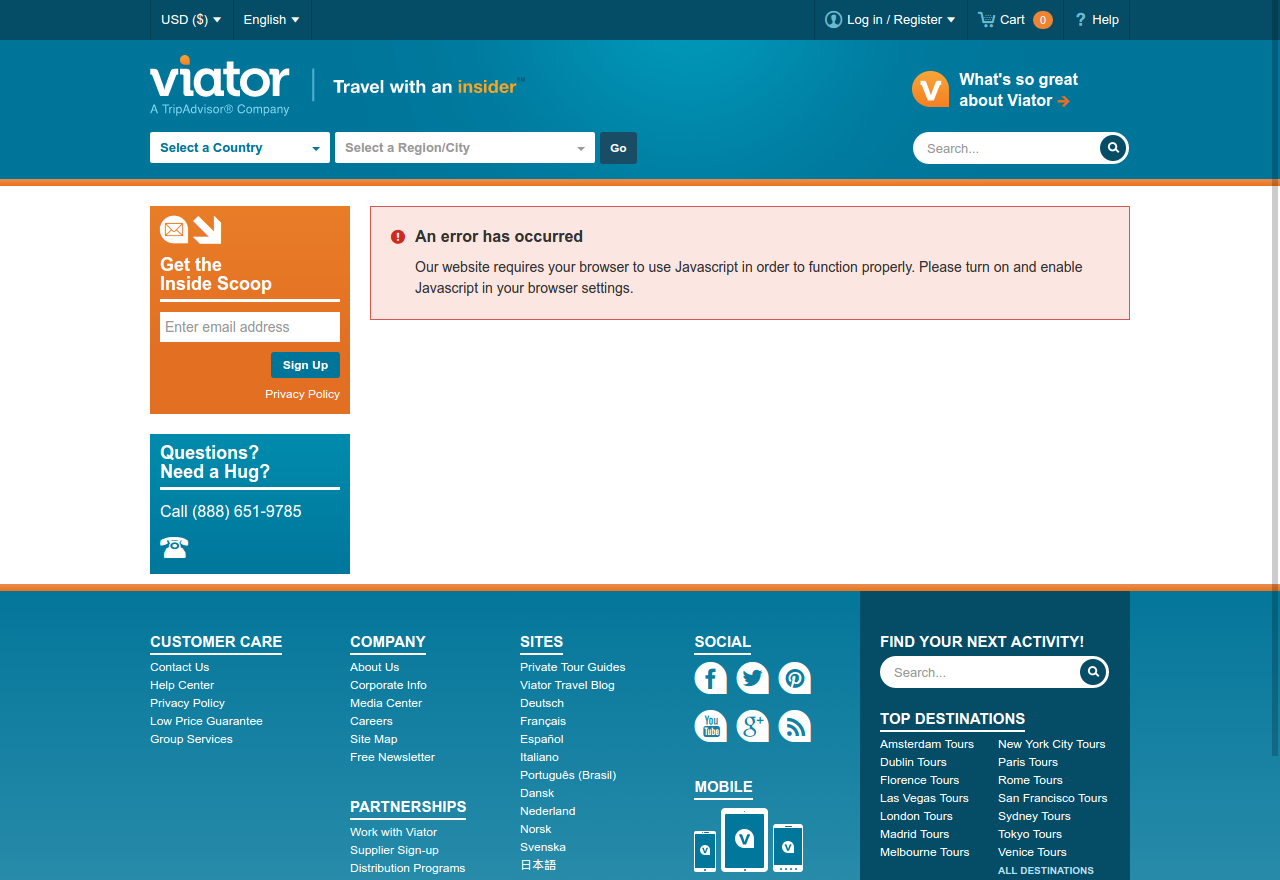 USD ($)
English
Log in / Register
Cart 0
? Help
viator
A TripAdvisor® Company
Travel with an insider™
What's so great
about Viator
Select a Country
Select a Region/City
Go
Search...
Get the
Inside Scoop
Enter email address
Sign Up
Privacy Policy
An error has occurred
Our website requires your browser to use Javascript in order to function properly. Please turn on and enable
Javascript in your browser settings.
Questions?
Need a Hug?
Call (888) 651-9785
CUSTOMER CARE
Contact Us
Help Center
Privacy Policy
Low Price Guarantee
Group Services
COMPANY
About Us
Corporate Info
Media Center
Careers
Site Map
Free Newsletter
PARTNERSHIPS
Work with Viator
Supplier Sign-up
Distribution Programs
SITES
Private Tour Guides
Viator Travel Blog
Deutsch
Français
Español
Italiano
Português (Brasil)
Dansk
Nederland
Norsk
Svenska
日本語
SOCIAL
You
Tube
g+
MOBILE
FIND YOUR NEXT ACTIVITY!
Search...
TOP DESTINATIONS
Amsterdam Tours
Dublin Tours
Florence Tours
Las Vegas Tours
London Tours
Madrid Tours
Melbourne Tours
New York City Tours
Paris Tours
Rome Tours
San Francisco Tours
Sydney Tours
Tokyo Tours
Venice Tours
ALL DESTINATIONS